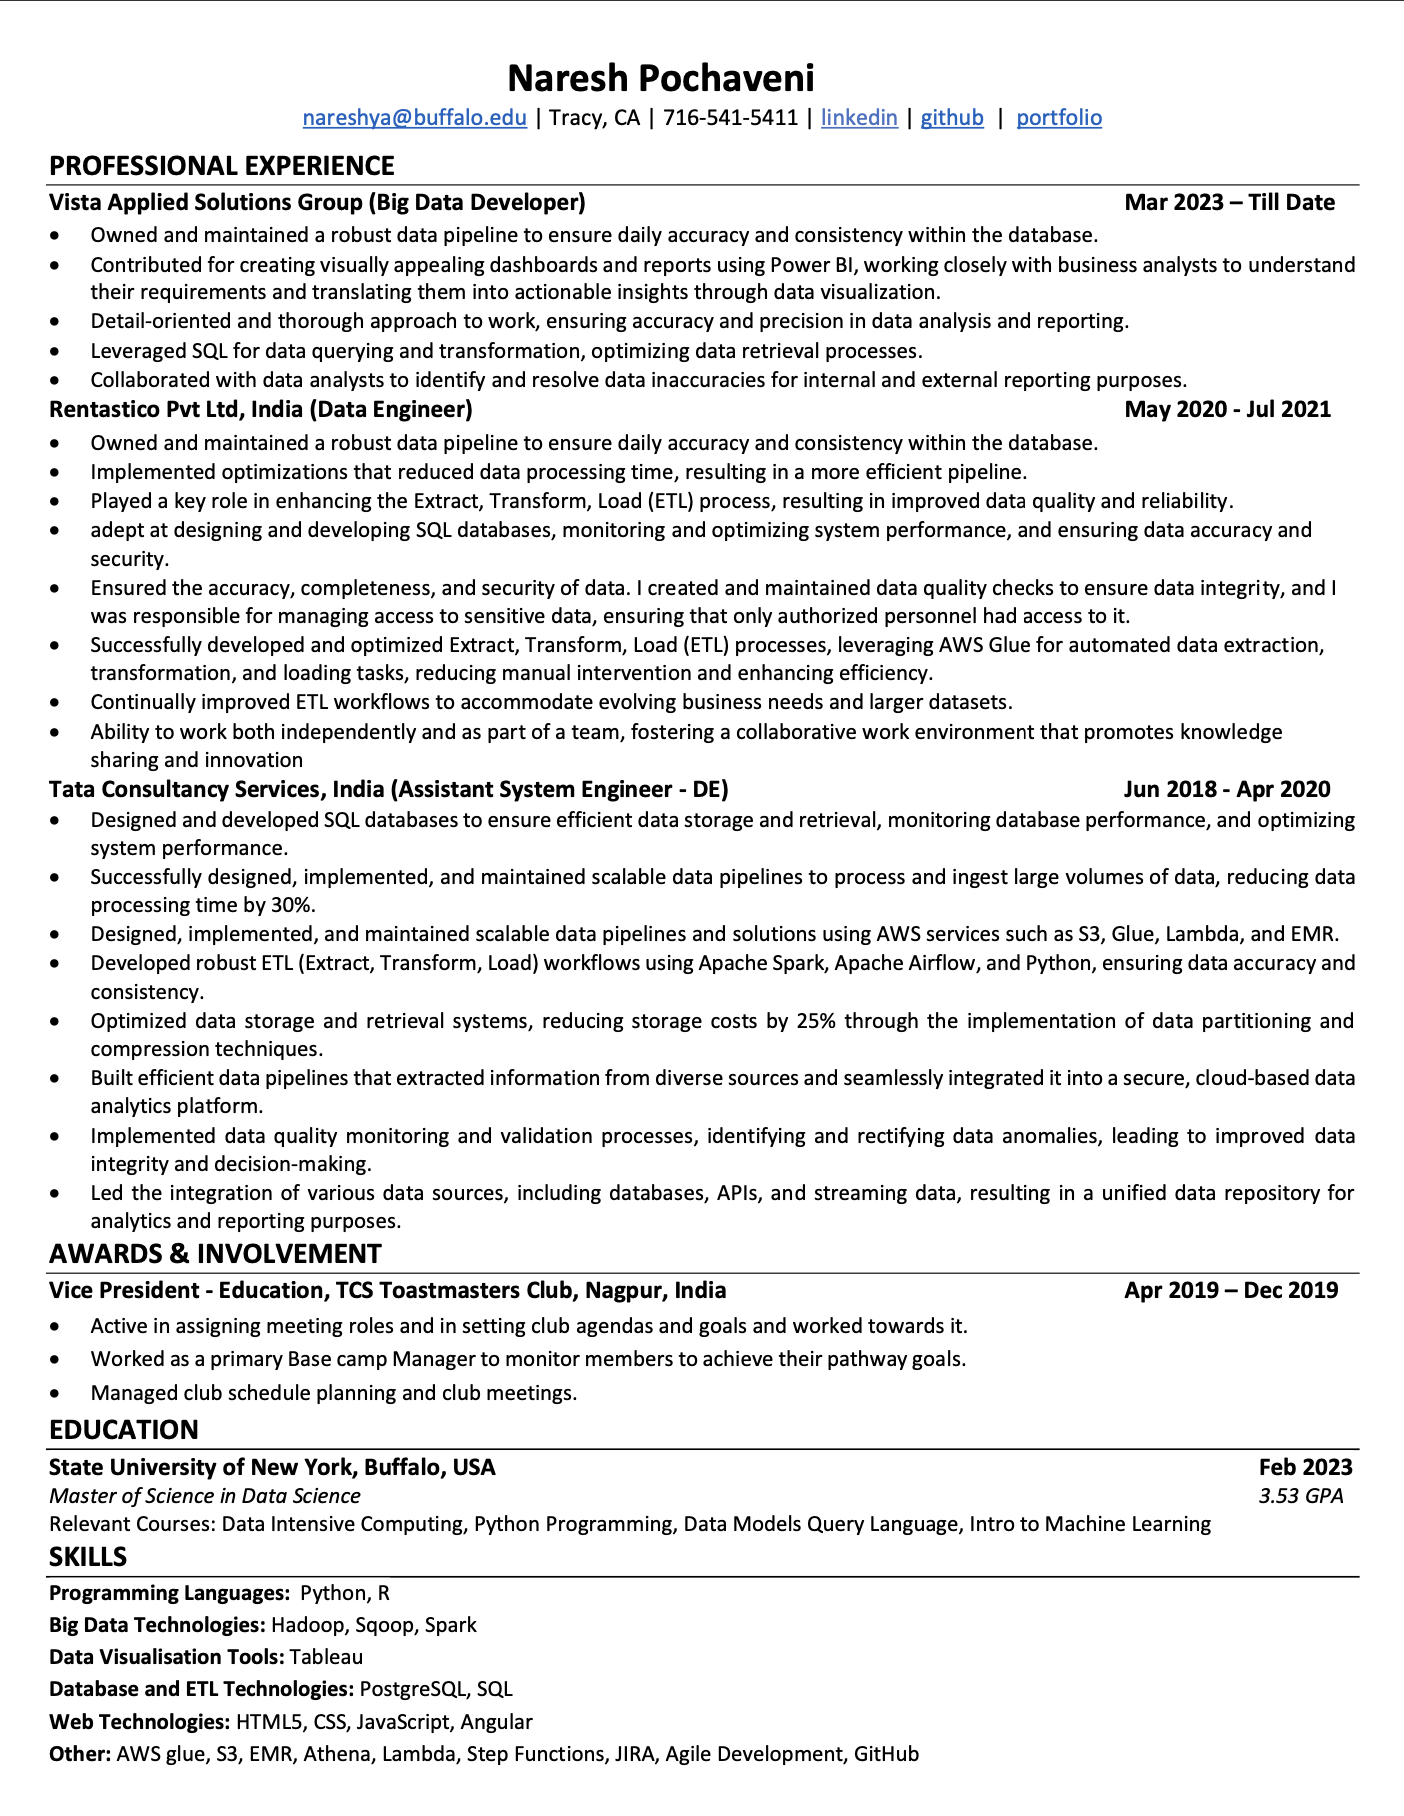 Naresh Pochaveni
nareshya@buffalo.edu | Tracy, CA | 716-541-5411 | linkedin | github | portfolio
PROFESSIONAL EXPERIENCE
Vista Applied Solutions Group (Big Data Developer) Mar 2023 – Till Date
• Owned and maintained a robust data pipeline to ensure daily accuracy and consistency within the database.
• Contributed for creating visually appealing dashboards and reports using Power BI, working closely with business analysts to understand
their requirements and translating them into actionable insights through data visualization.
• Detail-oriented and thorough approach to work, ensuring accuracy and precision in data analysis and reporting.
• Leveraged SQL for data querying and transformation, optimizing data retrieval processes.
• Collaborated with data analysts to identify and resolve data inaccuracies for internal and external reporting purposes.
Rentastico Pvt Ltd, India (Data Engineer) May 2020 - Jul 2021
• Owned and maintained a robust data pipeline to ensure daily accuracy and consistency within the database.
• Implemented optimizations that reduced data processing time, resulting in a more efficient pipeline.
• Played a key role in enhancing the Extract, Transform, Load (ETL) process, resulting in improved data quality and reliability.
• adept at designing and developing SQL databases, monitoring and optimizing system performance, and ensuring data accuracy and
security.
• Ensured the accuracy, completeness, and security of data. I created and maintained data quality checks to ensure data integrity, and I
was responsible for managing access to sensitive data, ensuring that only authorized personnel had access to it.
• Successfully developed and optimized Extract, Transform, Load (ETL) processes, leveraging AWS Glue for automated data extraction,
transformation, and loading tasks, reducing manual intervention and enhancing efficiency.
• Continually improved ETL workflows to accommodate evolving business needs and larger datasets.
• Ability to work both independently and as part of a team, fostering a collaborative work environment that promotes knowledge
sharing and innovation
Tata Consultancy Services, India (Assistant System Engineer - DE) Jun 2018 - Apr 2020
• Designed and developed SQL databases to ensure efficient data storage and retrieval, monitoring database performance, and optimizing
system performance.
• Successfully designed, implemented, and maintained scalable data pipelines to process and ingest large volumes of data, reducing data
processing time by 30%.
• Designed, implemented, and maintained scalable data pipelines and solutions using AWS services such as S3, Glue, Lambda, and EMR.
• Developed robust ETL (Extract, Transform, Load) workflows using Apache Spark, Apache Airflow, and Python, ensuring data accuracy and
consistency.
• Optimized data storage and retrieval systems, reducing storage costs by 25% through the implementation of data partitioning and
compression techniques.
• Built efficient data pipelines that extracted information from diverse sources and seamlessly integrated it into a secure, cloud-based data
analytics platform.
• Implemented data quality monitoring and validation processes, identifying and rectifying data anomalies, leading to improved data
integrity and decision-making.
• Led the integration of various data sources, including databases, APIs, and streaming data, resulting in a unified data repository for
analytics and reporting purposes.
AWARDS & INVOLVEMENT
Vice President - Education, TCS Toastmasters Club, Nagpur, India Apr 2019 – Dec 2019
• Active in assigning meeting roles and in setting club agendas and goals and worked towards it.
• Worked as a primary Base camp Manager to monitor members to achieve their pathway goals.
• Managed club schedule planning and club meetings.
EDUCATION
State University of New York, Buffalo, USA Feb 2023
Master of Science in Data Science 3.53 GPA
Relevant Courses: Data Intensive Computing, Python Programming, Data Models Query Language, Intro to Machine Learning
SKILLS
Programming Languages: Python, R
Big Data Technologies: Hadoop, Sqoop, Spark
Data Visualisation Tools: Tableau
Database and ETL Technologies: PostgreSQL, SQL
Web Technologies: HTML5, CSS, JavaScript, Angular
Other: AWS glue, S3, EMR, Athena, Lambda, Step Functions, JIRA, Agile Development, GitHub